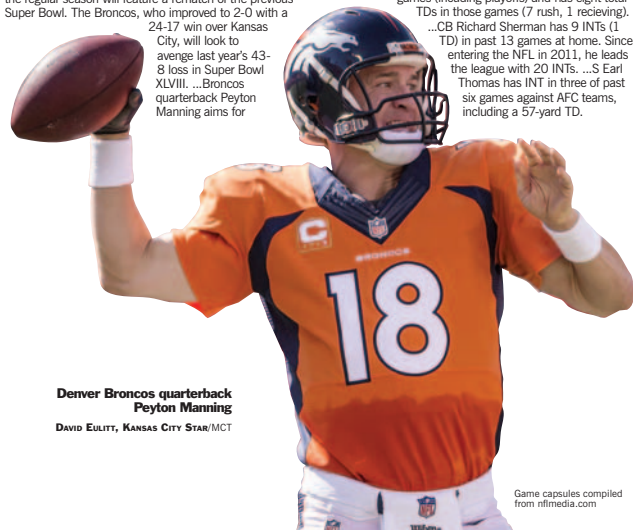 the regular season will feature a rematch of the previous
Super Bowl. The Broncos, who improved to 2-0 with a
24-17 win over Kansas
City, will look to
avenge last year's 43-
8 loss in Super Bowl
XLVIII. ...Broncos
quarterback Peyton
Manning aims for
games (including playoffs) and has eight total
TDs in those games (7 rush, 1 recieving).
...CB Richard Sherman has 9 INTs (1
TD) in past 13 games at home. Since
entering the NFL in 2011, he leads
the league with 20 INTs. ...S Earl
Thomas has INT in three of past
six games against AFC teams,
including a 57-yard TD.
18
C
BRONCOS
18
Denver Broncos quarterback
Peyton Manning
DAVID EULITT, KANSAS CITY STAR/MCT
Game capsules compiled
from nflmedia.com